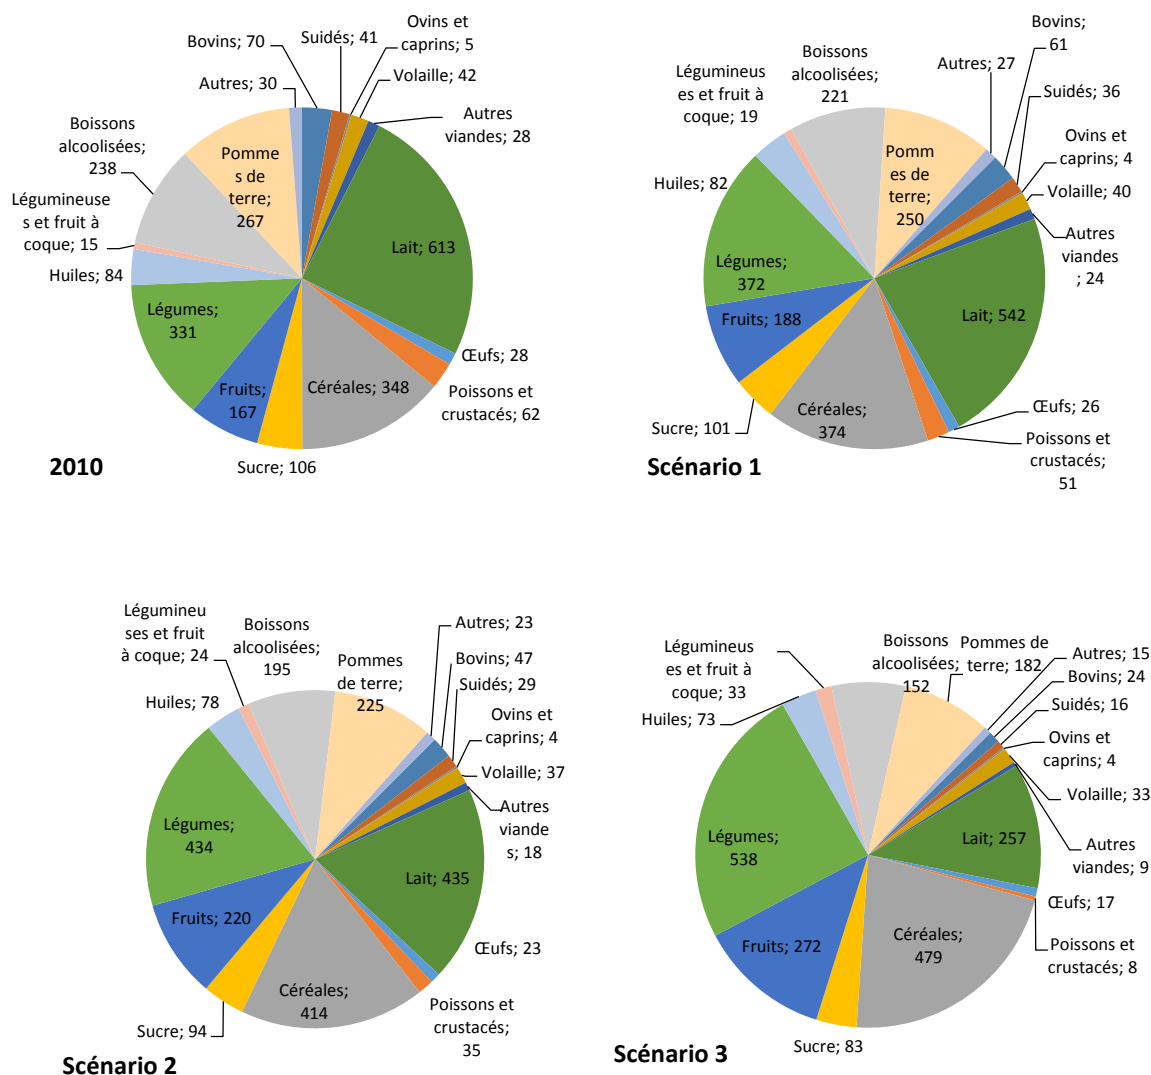 Bovins; 70
Suidés; 41
Ovins et
caprins; 5
Volaille; 42
Autres
viandes; 28
Lait; 613
Œufs; 28
Poissons et
crustacés; 62
Céréales; 348
Sucre; 106
Fruits;
167
Légumes;
331
Huiles; 84
Légumineuse
s et fruit à
coque; 15
Boissons
alcoolisées;
238
Pomme
s de
terre;
267
Autres; 30
2010
Bovins;
61
Suidés; 36
Ovins et
caprins; 4
Volaille; 40
Autres
viandes
; 24
Lait; 542
Œufs; 26
Poissons et
crustacés;
51
Céréales;
374
Sucre; 101
Fruits; 188
Légumes;
372
Huiles; 82
Légumineus
es et fruit à
coque; 19
Boissons
alcoolisées;
221
Pomm
es de
terre;
250
Autres; 27
Scénario 1
Bovins; 47
Suidés; 29
Ovins et
caprins; 4
Volaille; 37
Autres
viande
s; 18
Lait; 435
Œufs; 23
Poissons et
crustacés;
35
Céréales;
414
Sucre; 94
Fruits; 220
Légumes;
434
Huiles; 78
Légumineu
ses et fruit
à coque; 24
Boissons
alcoolisées;
195
Pommes
de terre;
225
Autres; 23
Scénario 2
Bovins; 24
Suidés; 16
Ovins et
caprins; 4
Volaille; 33
Autres
viandes; 9
Lait; 257
Œufs; 17
Poissons et
crustacés; 8
Céréales;
479
Sucre; 83
Fruits; 272
Légumes;
538
Huiles; 73
Légumineus
es et fruit à
coque; 33
Boissons
alcoolisées;
152
Pommes de
terre; 182
Autres; 15
Scénario 3